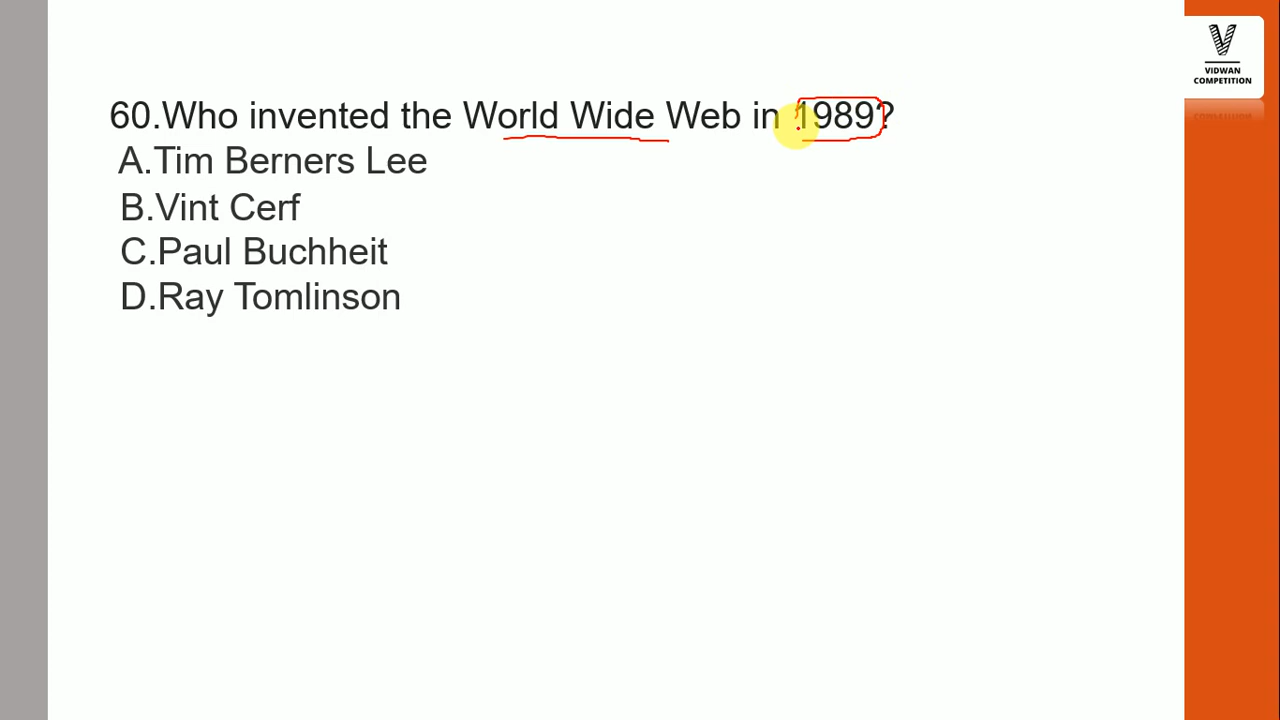 VIDWAN
COMPETITION
60.Who invented the World Wide Web in 1989?
A.Tim Berners Lee
B.Vint Cerf
C.Paul Buchheit
D.Ray Tomlinson